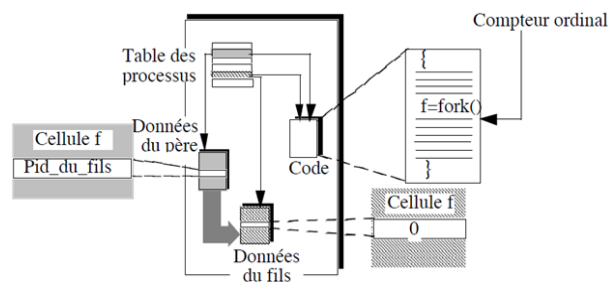 Compteur ordinal
Table des
processus
{
f=fork()
}
Cellule f
Pid_du_fils
Données
du père
Code
Cellule f
0
Données
du fils